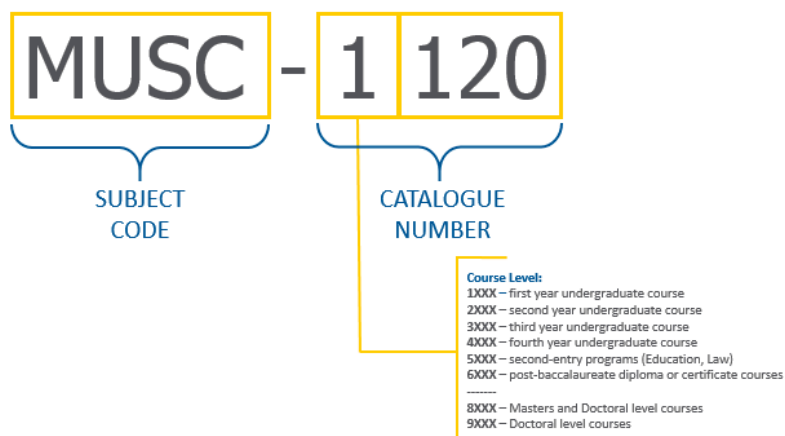 MUSC - 1 120
SUBJECT CODE
CATALOGUE NUMBER
Course Level:
1XXX – first year undergraduate course
2XXX – second year undergraduate course
3XXX – third year undergraduate course
4XXX – fourth year undergraduate course
5XXX – second-entry programs (Education, Law)
6XXX – post-baccalaureate diploma or certificate courses
-------
8XXX – Masters and Doctoral level courses
9XXX – Doctoral level courses